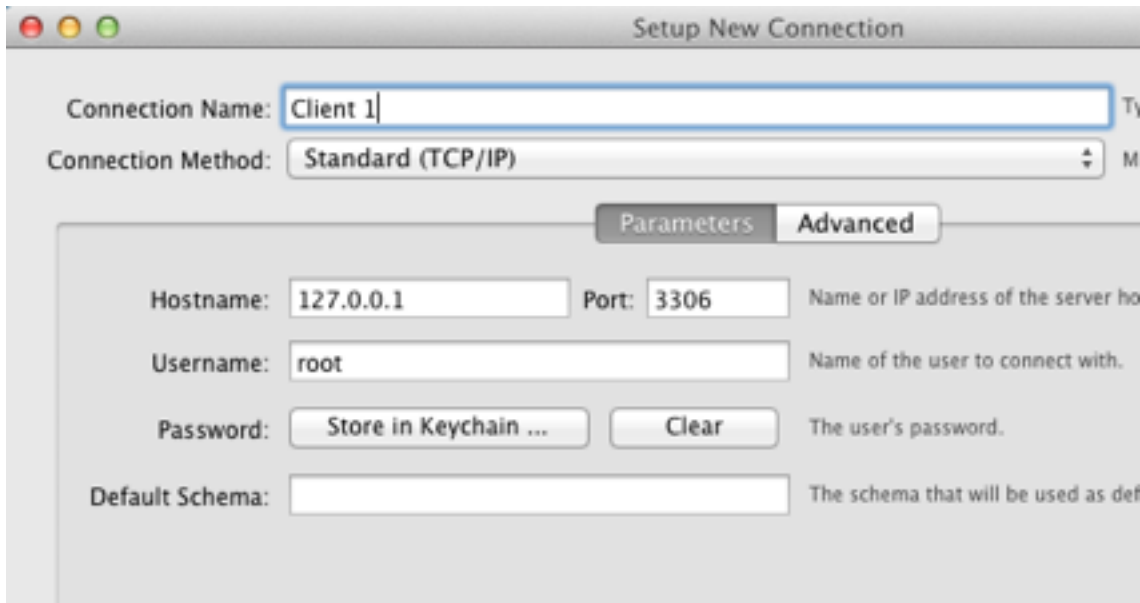 Setup New Connection
Connection Name: Client 1
Connection Method: Standard (TCP/IP)
Parameters Advanced
Hostname: 127.0.0.1 Port: 3306 Name or IP address of the server
Username: root Name of the user to connect with.
Password: Store in Keychain ... Clear The user's password.
Default Schema: The schema that will be used as